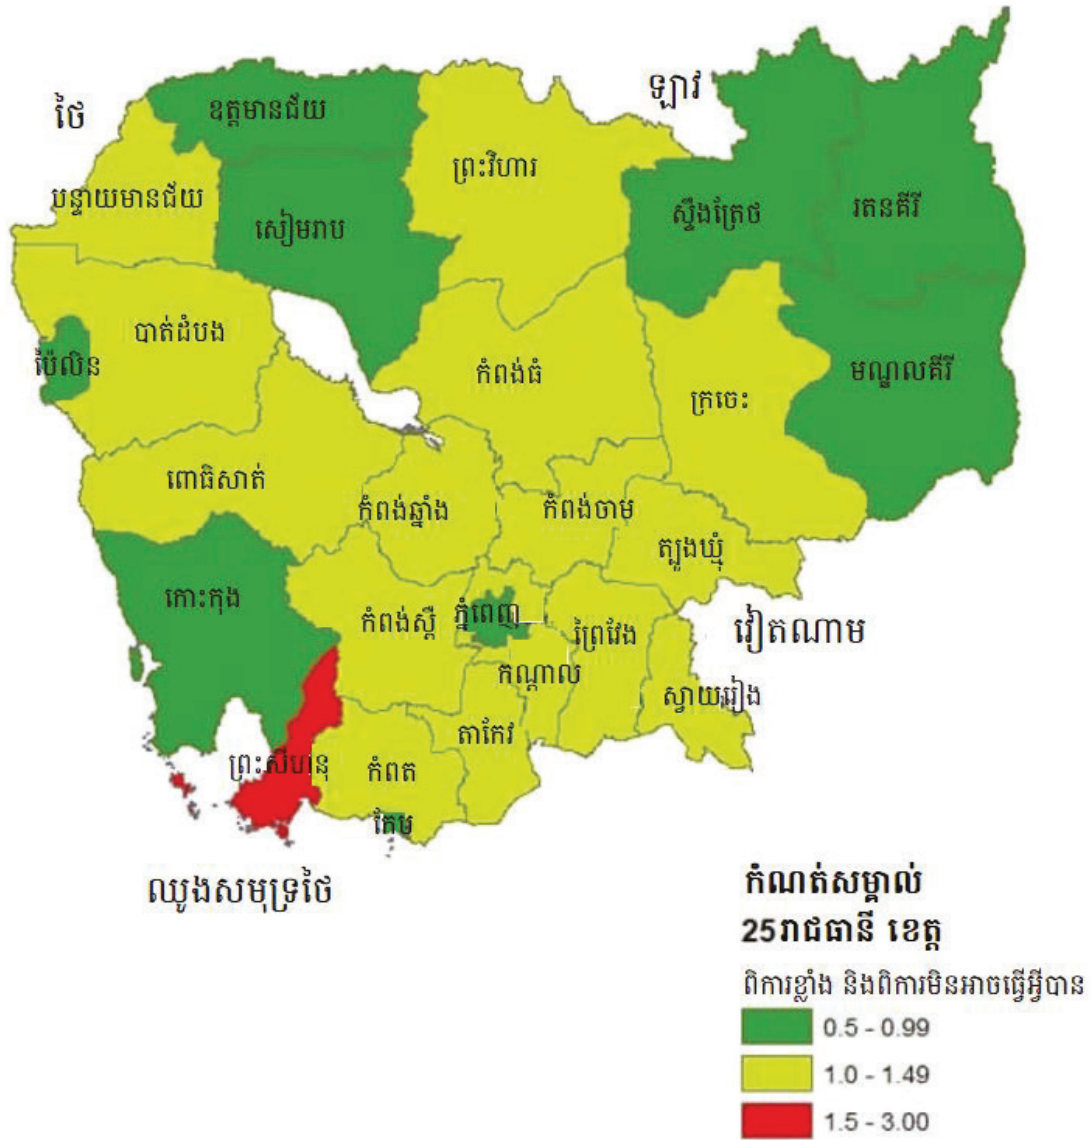 ថៃ
ឡាវ
ឧត្តមានជ័យ
ព្រះវិហារ
បន្ទាយមានជ័យ
សៀមរាប
ស្ទឹងត្រែថ
រតនគីរី
បាត់ដំបង
ប៉ៃលិន
កំពង់ធំ
ក្រចេះ
មណ្ឌលគីរី
ពោធិសាត់
កំពង់ឆ្នាំង
កំពង់ចាម
ត្បូងឃ្មុំ
កោះកុង
កំពង់ស្ពឺ
ភ្នំពេញ
ព្រៃវែង
វៀតណាម
កណ្តាល
ស្វាយរៀង
តាកែវ
ព្រះសីហនុ
កំពត
កែប
ឈូងសមុទ្រថៃ
កំណត់សម្គាល់
25រាជធានី ខេត្ត
ពិការខ្លាំង និងពិការមិនអាចធ្វើអ្វីបាន
0.5 - 0.99
1.0 - 1.49
1.5 - 3.00